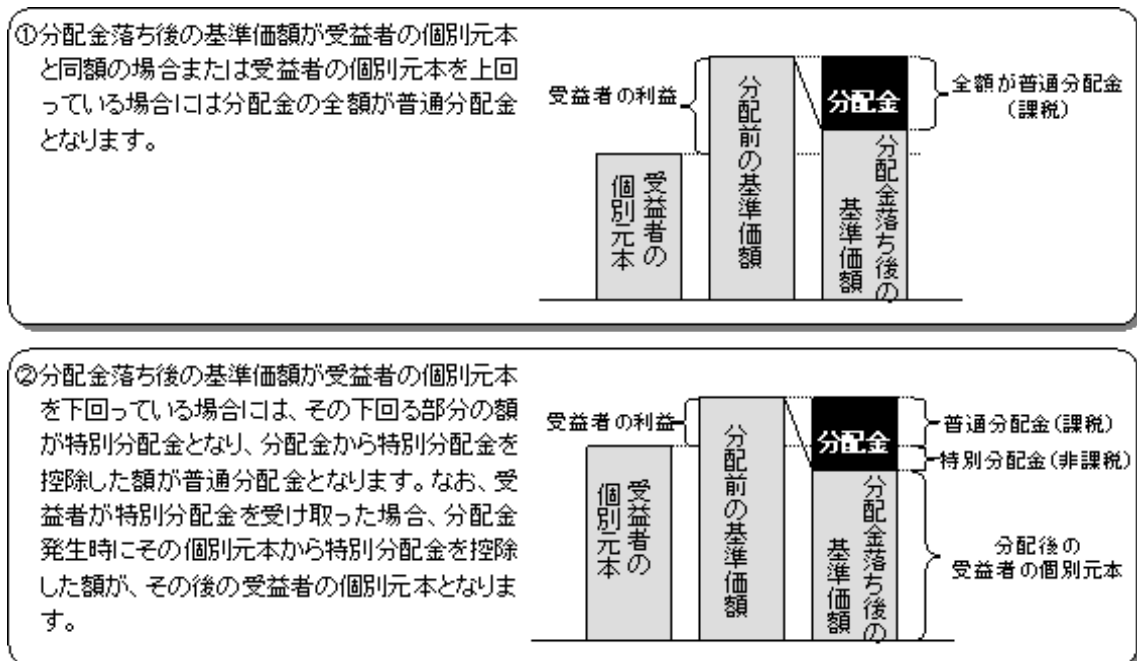 ①分配金落ち後の基準価額が受益者の個別元本
と同額の場合または受益者の個別元本を上回
っている場合には分配金の全額が普通分配金
となります。
受益者の利益
受益者の
個別元本
分配前の基準価額
分配金
分配金落ち後の
基準価額
全額が普通分配金
(課税)
②分配金落ち後の基準価額が受益者の個別元本
を下回っている場合には、その下回る部分の額
が特別分配金となり、分配金から特別分配金を
控除した額が普通分配金となります。なお、受
益者が特別分配金を受け取った場合、分配金
発生時にその個別元本から特別分配金を控除
した額が、その後の受益者の個別元本となりま
す。
受益者の利益
受益者の
個別元本
分配前の基準価額
分配金
分配金落ち後の
基準価額
普通分配金(課税)
特別分配金(非課税)
分配後の
受益者の個別元本